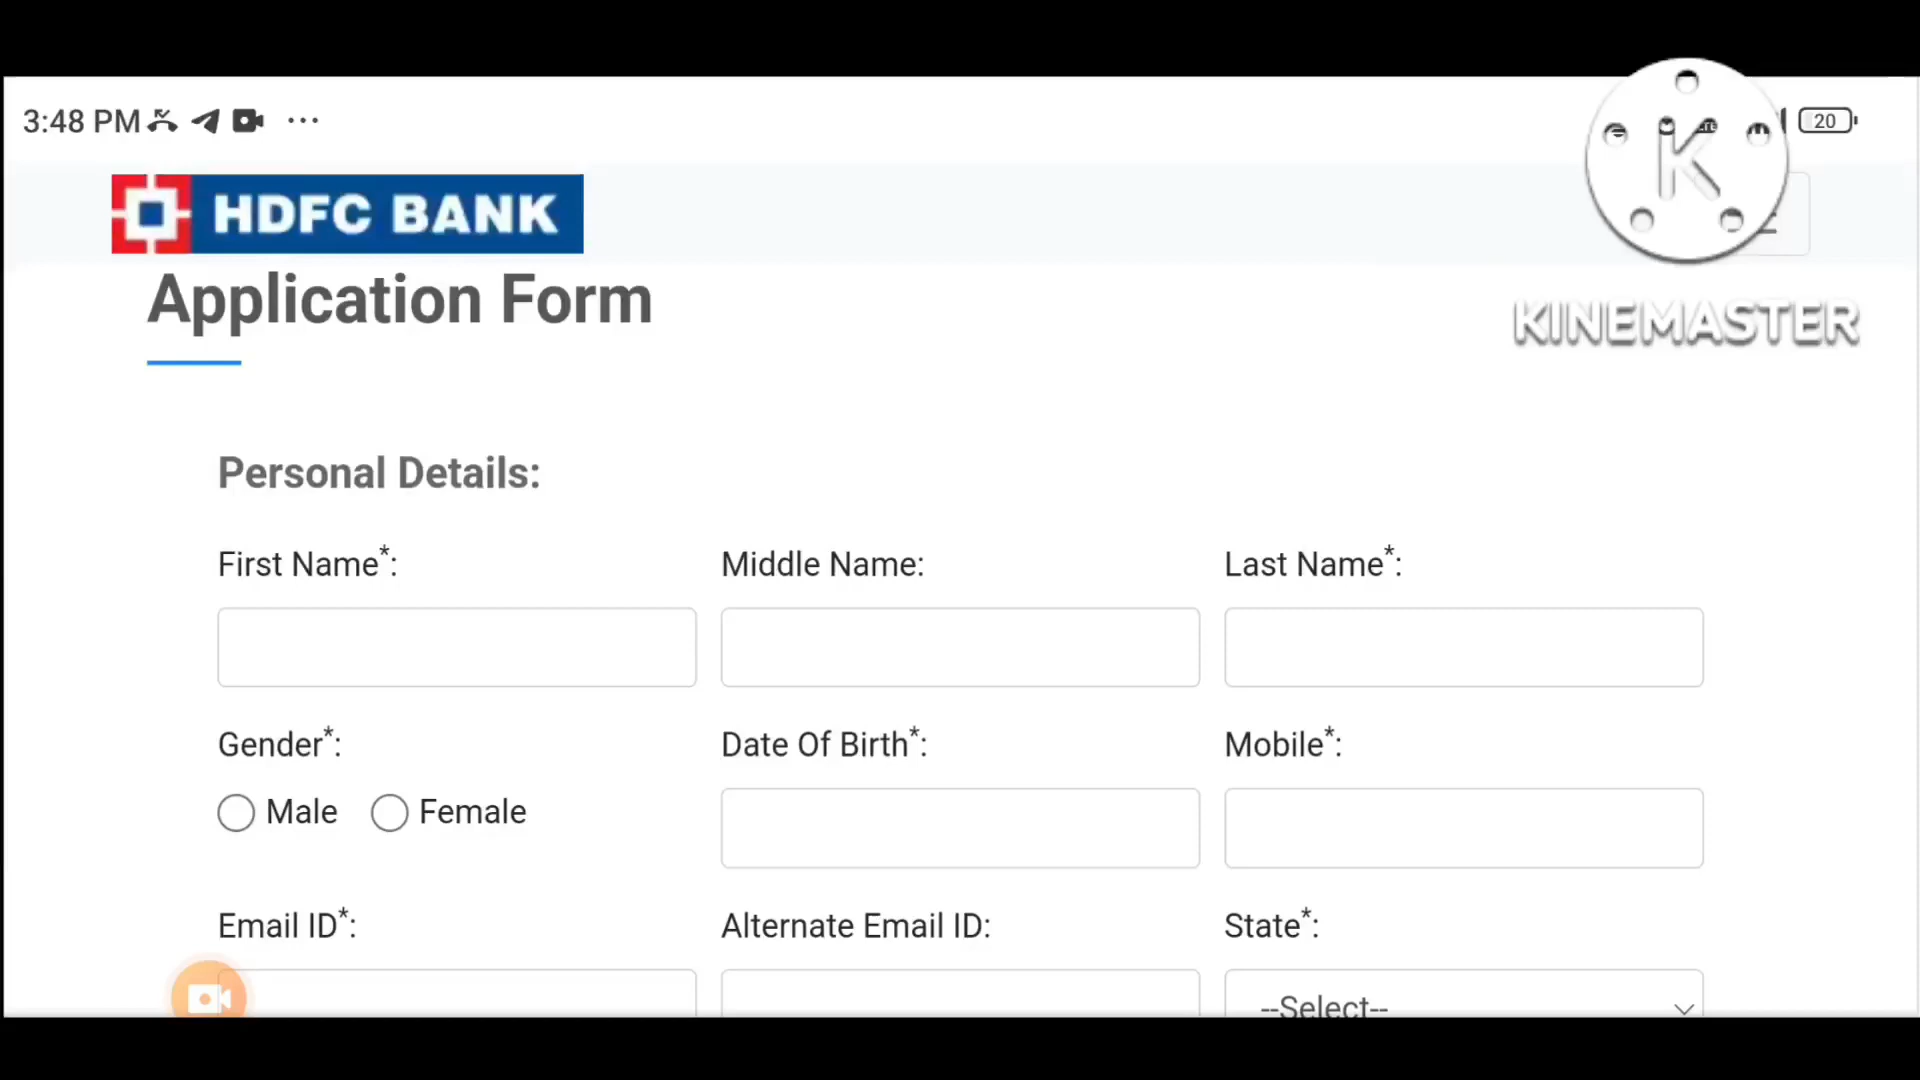 3:48 PM
20
HDFC BANK
Application Form
KINEMASTER
Personal Details:
First Name*:
Middle Name:
Last Name*:
Gender*:
Date Of Birth*:
Mobile*:
Male
Female
Email ID*:
Alternate Email ID:
State*:
--Select--